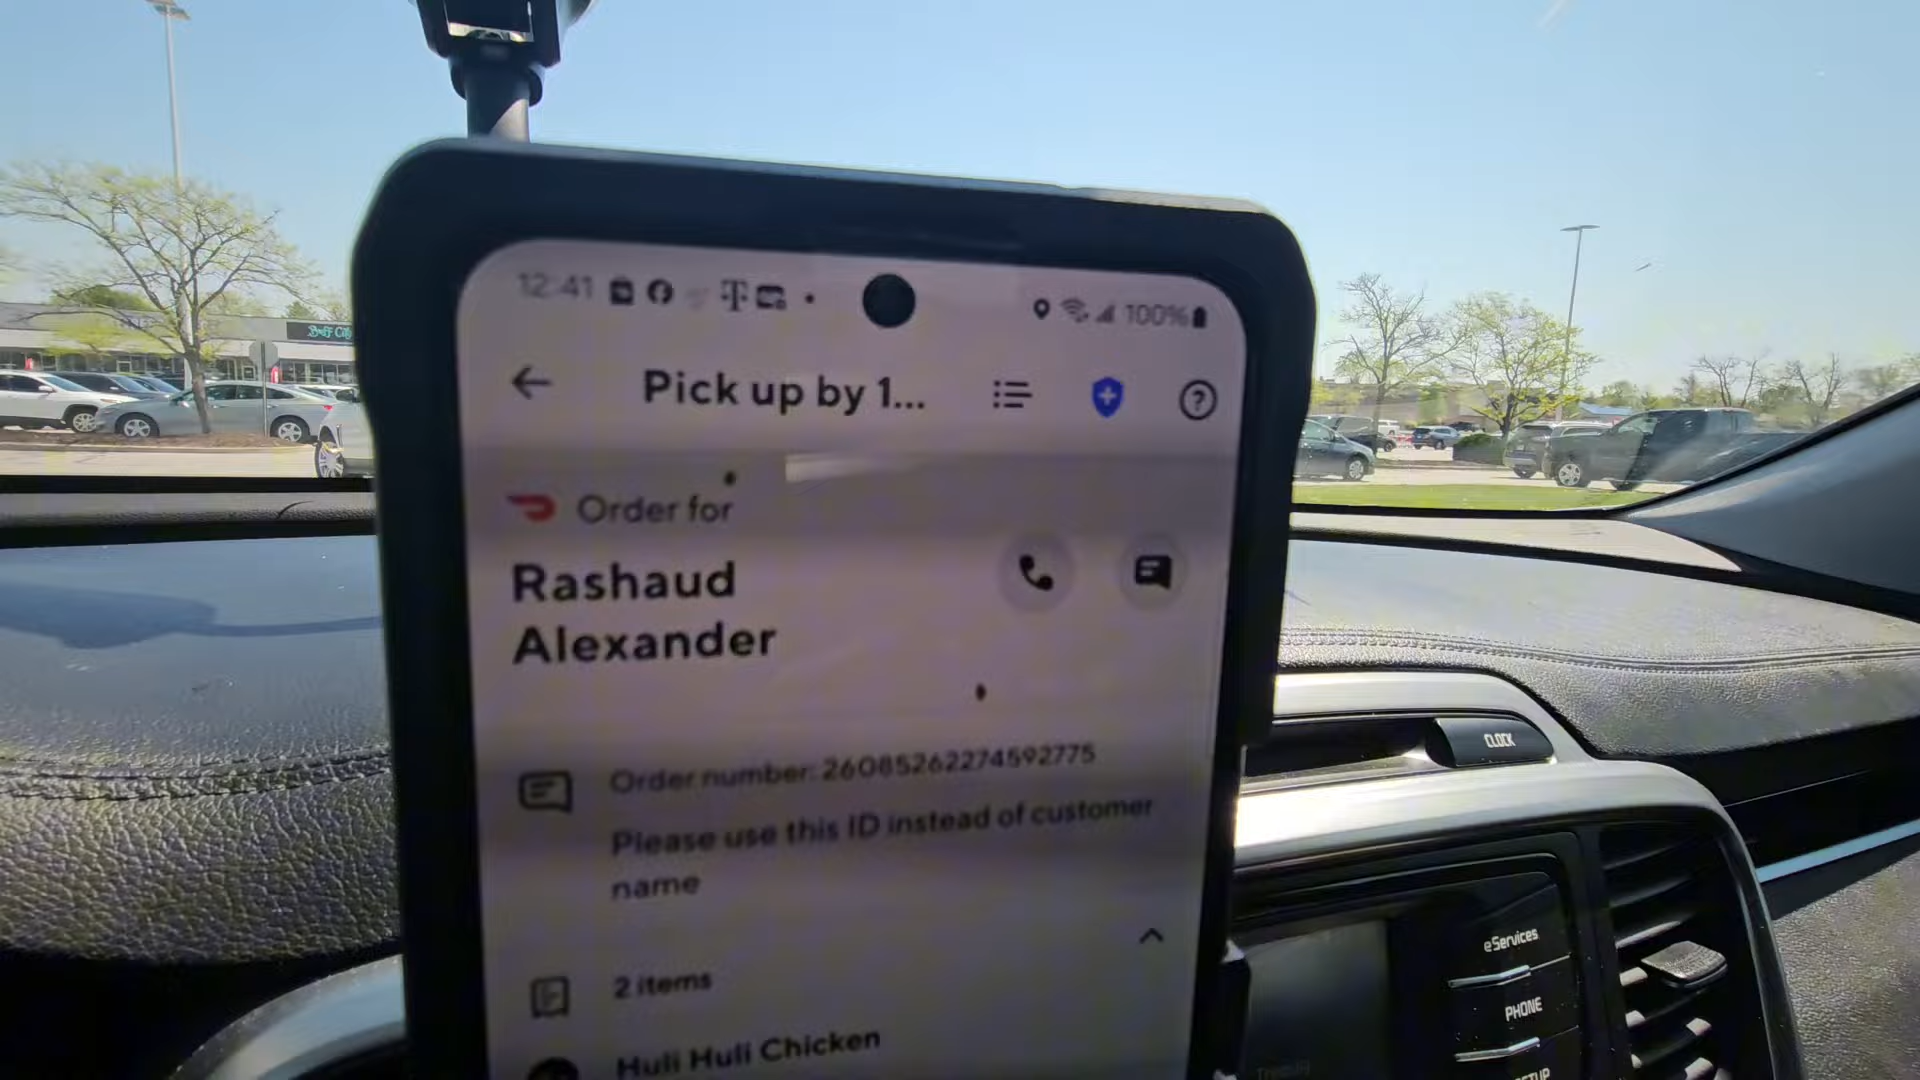 12:41
100%
Pick up by 1...
Order for
Rashaud
Alexander
Order number: 26085262274592775
Please use this ID instead of customer
name
2 items
Huli Huli Chicken
CLOCK
eServices
PHONE